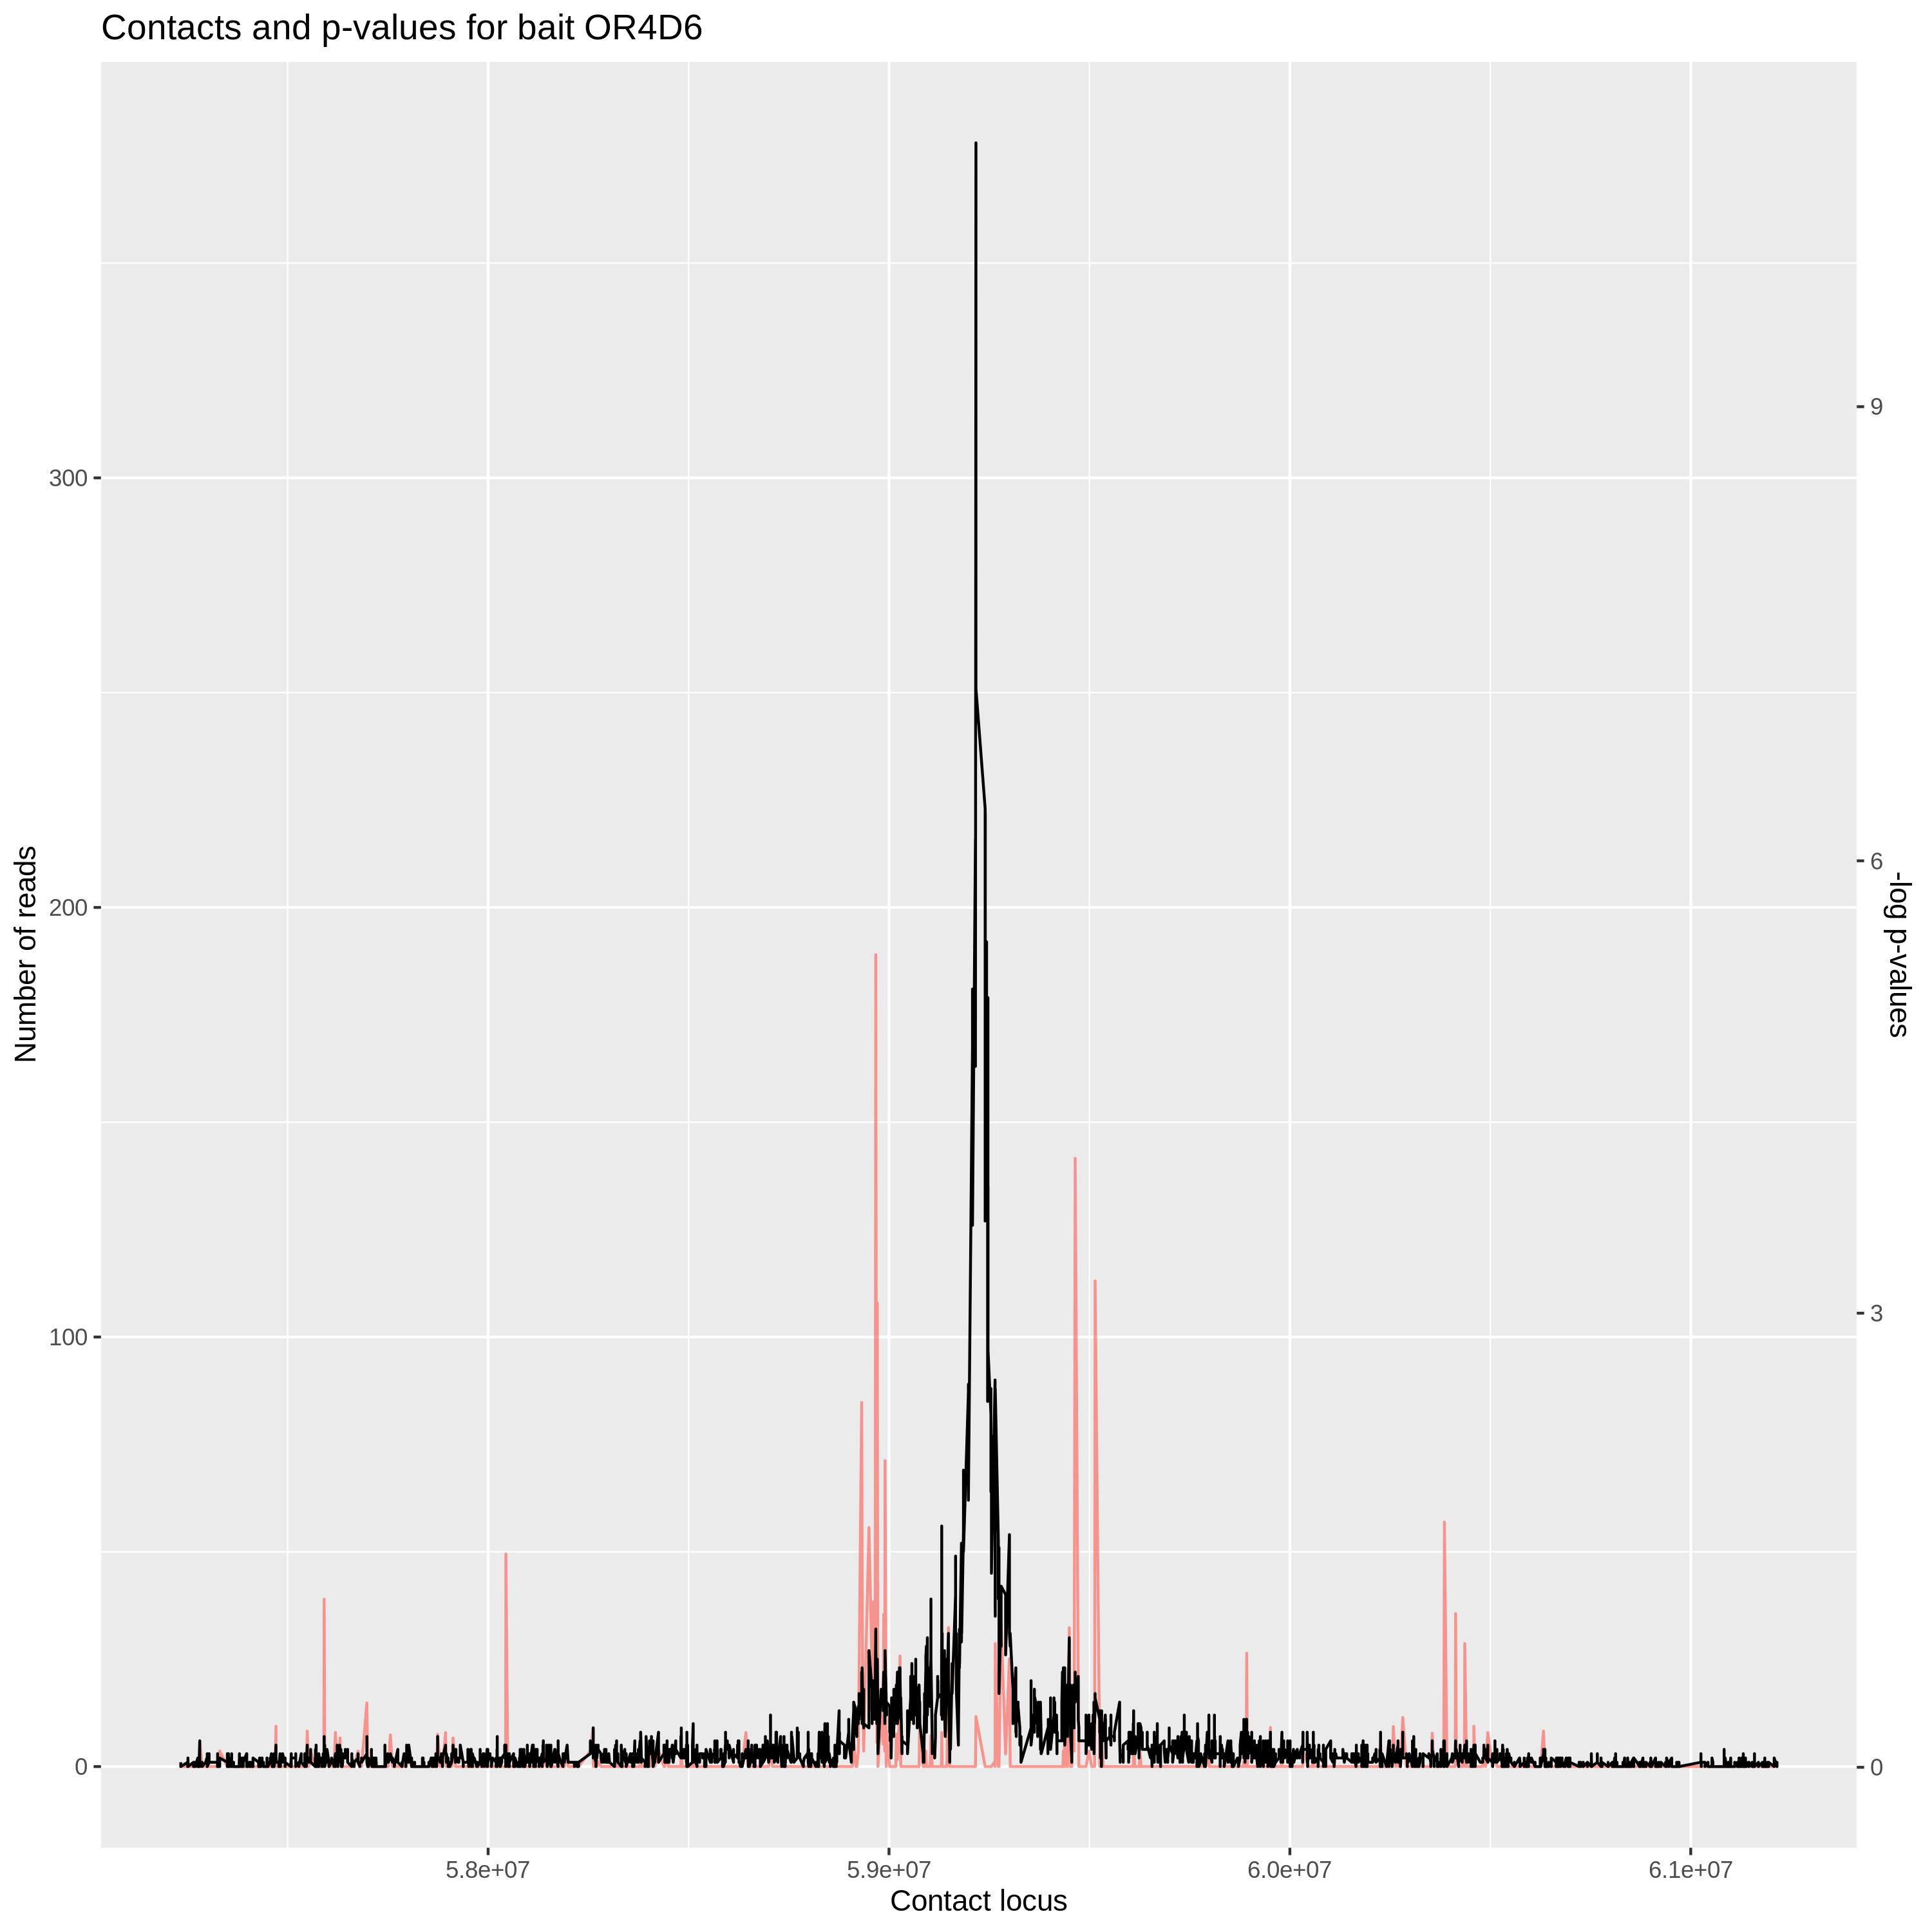 Contacts and p-values for bait OR4D6
Number of reads
300
200
100
0
9
6
3
0
-log p-values
5.8e+07
5.9e+07
6.0e+07
6.1e+07
Contact locus